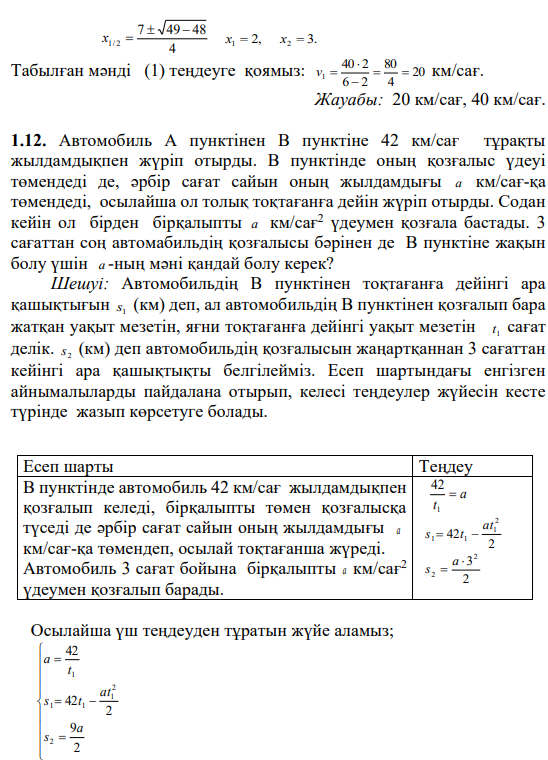 x₁/₂ = (7 ± √(49 − 48))/4   x₁ = 2,   x₂ = 3.
Табылған мәнді (1) теңдеуге қоямыз: v₁ = (40 · 2)/(6 − 2) = 80/4 = 20 км/сағ.
Жауабы: 20 км/сағ, 40 км/сағ.
1.12. Автомобиль А пунктінен В пунктіне 42 км/сағ тұрақты
жылдамдықпен жүріп отырды. В пунктінде оның қозғалыс үдеуі
төмендеді де, әрбір сағат сайын оның жылдамдығы a км/сағ-қа
төмендеді, осылайша ол толық тоқтағанға дейін жүріп отырды. Содан
кейін ол бірден бірқалыпты a км/сағ² үдеумен қозғала бастады. 3
сағаттан соң автомабильдің қозғалысы бәрінен де В пунктіне жақын
болу үшін a -ның мәні қандай болу керек?
Шешуі: Автомобильдің В пунктінен тоқтағанға дейінгі ара
қашықтығын s₁ (км) деп, ал автомобильдің В пунктінен қозғалып бара
жатқан уақыт мезетін, яғни тоқтағанға дейінгі уақыт мезетін t₁ сағат
делік. s₂ (км) деп автомобильдің қозғалысын жаңартқаннан 3 сағаттан
кейінгі ара қашықтықты белгілейміз. Есеп шартындағы енгізген
айнымалыларды пайдалана отырып, келесі теңдеулер жүйесін кесте
түрінде жазып көрсетуге болады.
Есеп шарты
Теңдеу
В пунктінде автомобиль 42 км/сағ жылдамдықпен
қозғалып келеді, бірқалыпты төмен қозғалысқа
түседі де әрбір сағат сайын оның жылдамдығы a
км/сағ-қа төмендеп, осылай тоқтағанша жүреді.
Автомобиль 3 сағат бойына бірқалыпты a км/сағ²
үдеумен қозғалып барады.
42/t₁ = a
s₁ = 42t₁ − at₁²/2
s₂ = (a · 3²)/2
Осылайша үш теңдеуден тұратын жүйе аламыз;
a = 42/t₁
s₁ = 42t₁ − at₁²/2
s₂ = 9a/2